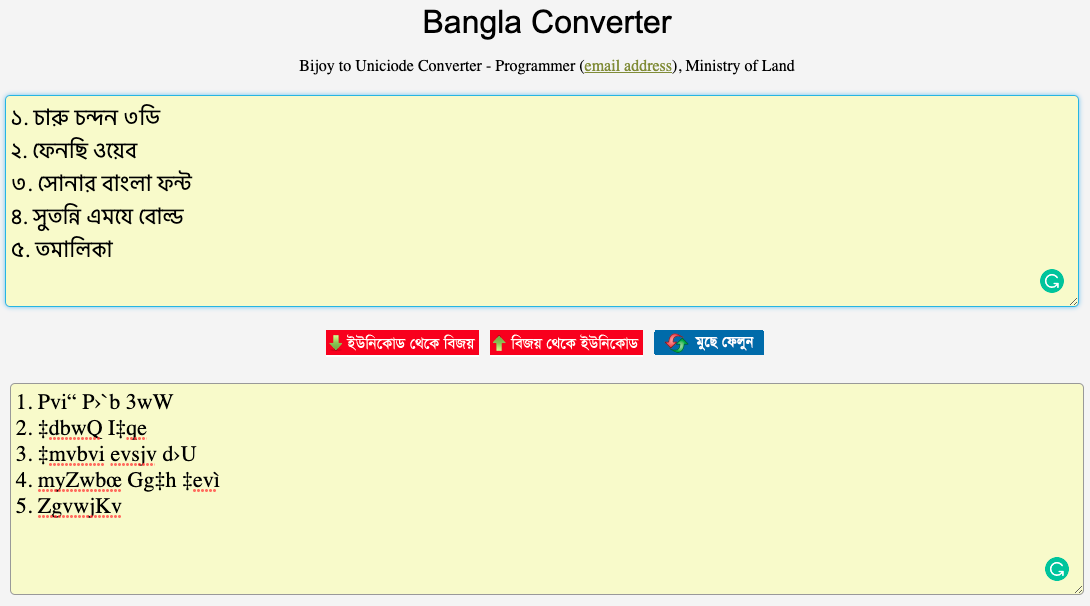 Bangla Converter
Bijoy to Uniciode Converter - Programmer (email address), Ministry of Land
১. চারু চন্দন ৩ডি
২. ফেনছি ওয়েব
৩. সোনার বাংলা ফন্ট
৪. সুতন্নি এমযে বোল্ড
৫. তমালিকা
ইউনিকোড থেকে বিজয় বিজয় থেকে ইউনিকোড মুছে ফেলুন
1. Pvi“ P›`b 3wW
2. ‡dbwQ I‡qe
3. ‡mvbvi evsjv d›U
4. myZwbœ Gg‡h ‡evì
5. ZgvwjKv